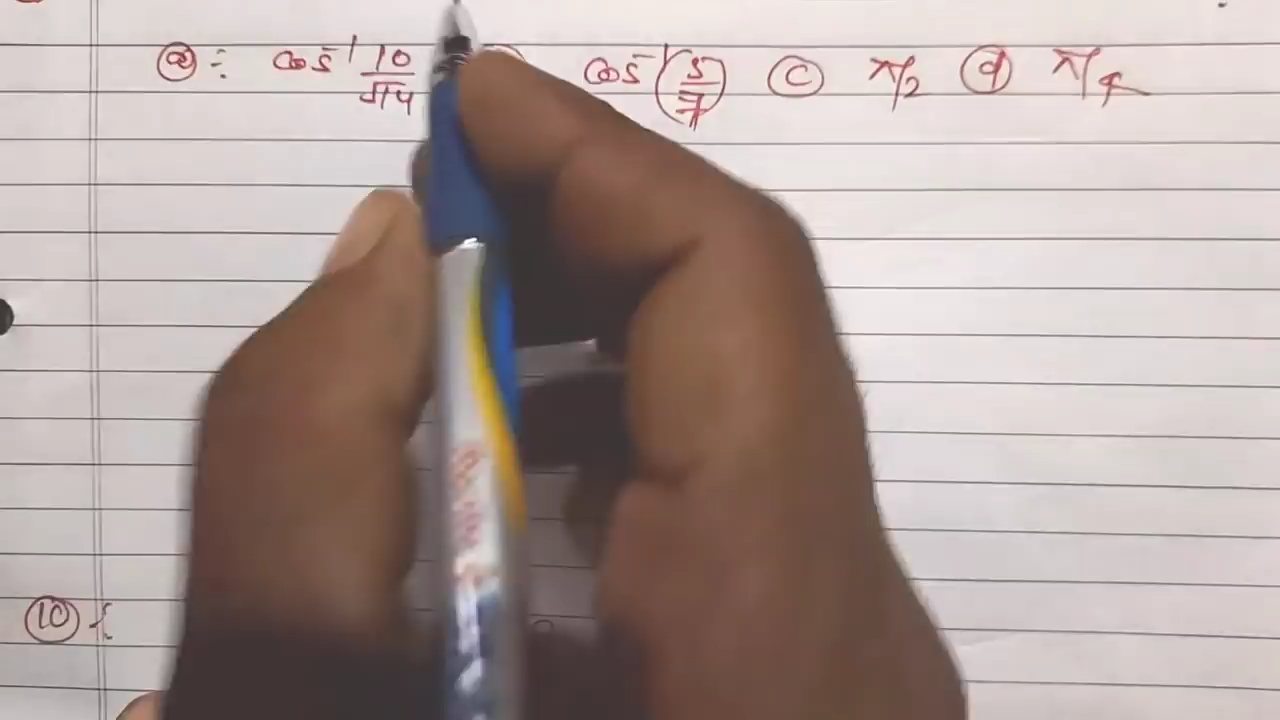 ⓐ ÷ cos⁻¹ 10/√14 cos⁻¹(5/7) ⓒ π/2 ⓓ π/4
⑩ {